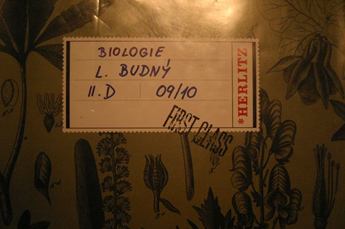 BIOLOGIE
L. BUDNÝ
II.D 09/10
*HERLITZ
FIRST CLASS